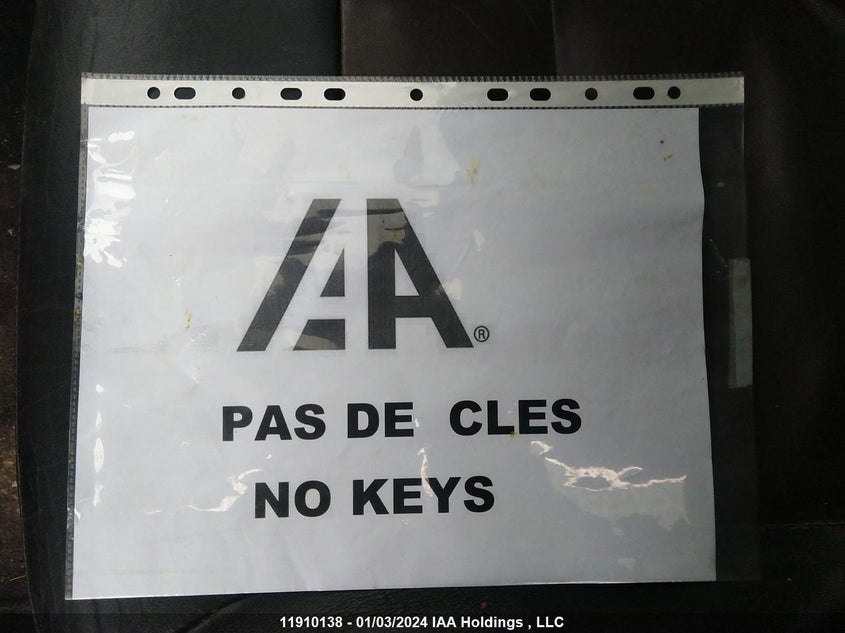 IAA®
PAS DE CLES
NO KEYS
11910138 - 01/03/2024 IAA Holdings , LLC